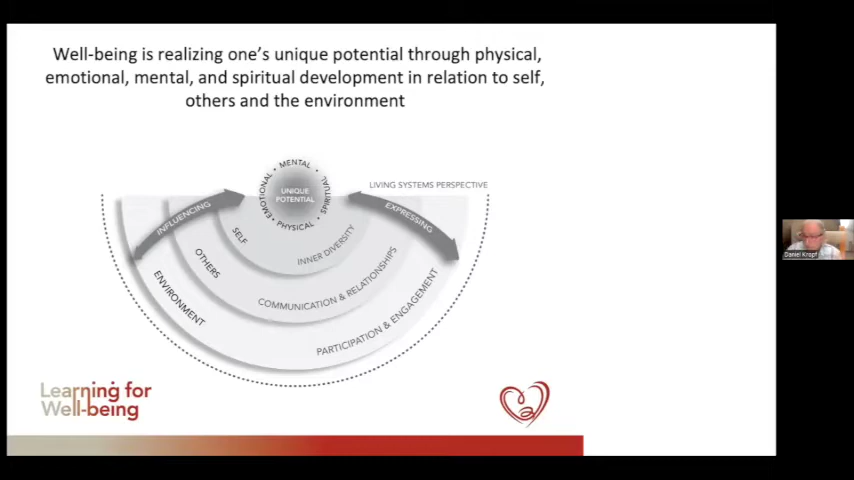 Well-being is realizing one's unique potential through physical,
emotional, mental, and spiritual development in relation to self,
others and the environment
MENTAL • SPIRITUAL • PHYSICAL • EMOTIONAL •
UNIQUE
POTENTIAL
LIVING SYSTEMS PERSPECTIVE
INFLUENCING
EXPRESSING
SELF
INNER DIVERSITY
OTHERS
COMMUNICATION & RELATIONSHIPS
ENVIRONMENT
PARTICIPATION & ENGAGEMENT
Learning for
Well-being
Daniel Kropf